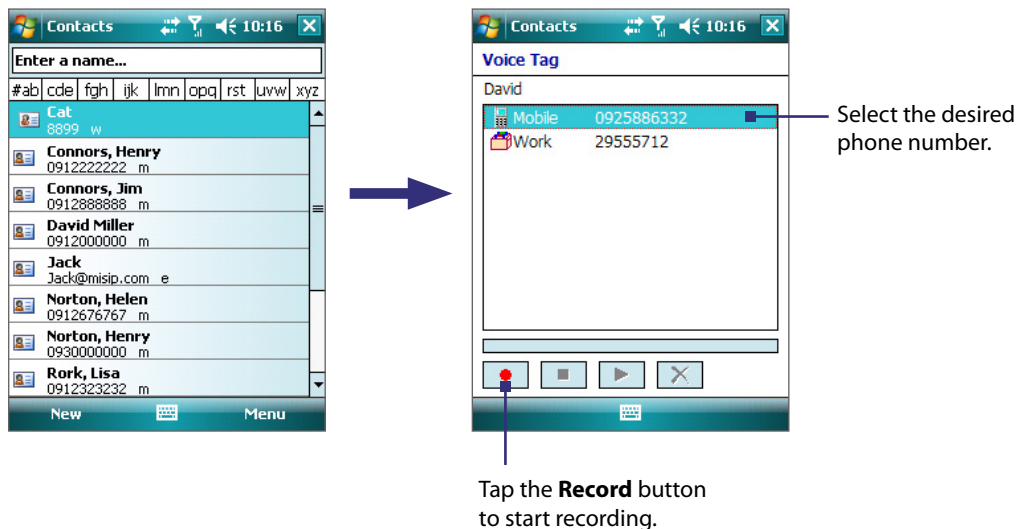 Contacts 10:16
Enter a name...
#ab cde fgh ijk lmn opq rst uvw xyz
Cat
8899 w
Connors, Henry
0912222222 m
Connors, Jim
0912888888 m
David Miller
0912000000 m
Jack
Jack@misip.com e
Norton, Helen
0912676767 m
Norton, Henry
0930000000 m
Rork, Lisa
0912323232 m
New Menu
Contacts 10:16
Voice Tag
David
Mobile 0925886332
Work 29555712
Select the desired
phone number.
Tap the Record button
to start recording.